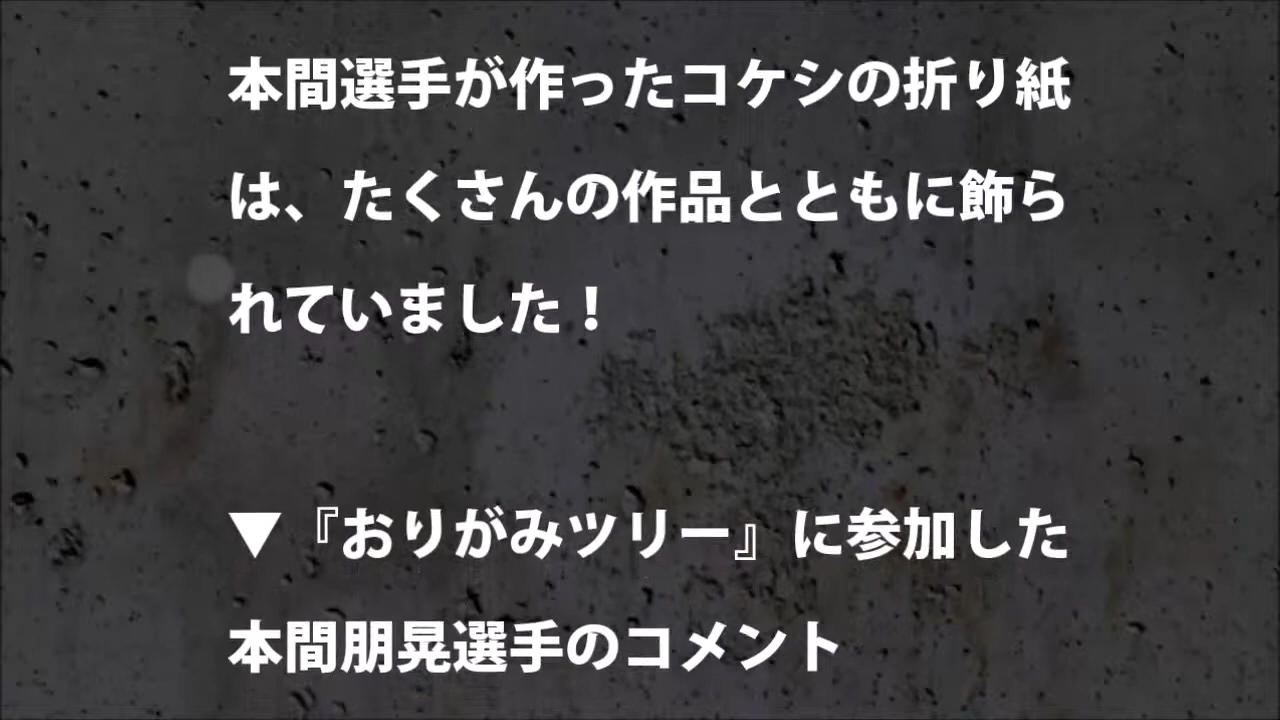 本間選手が作ったコケシの折り紙
は、たくさんの作品とともに飾ら
れていました！
▼『おりがみツリー』に参加した
本間朋晃選手のコメント